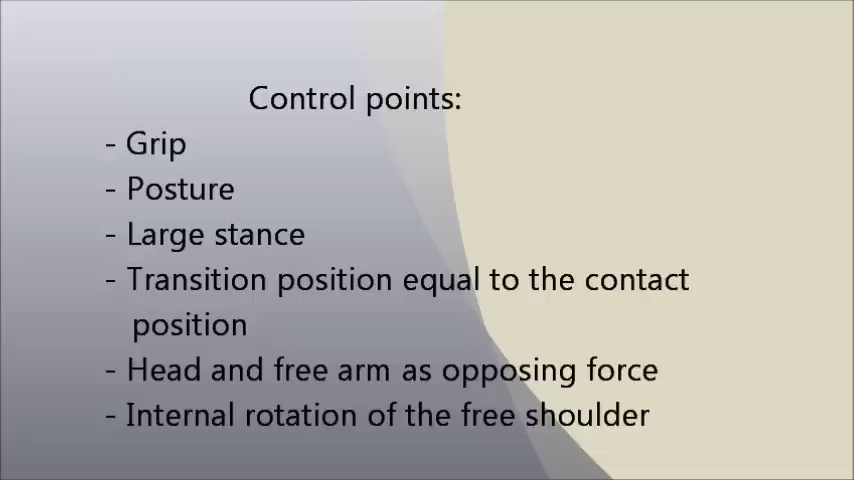 Control points:
- Grip
- Posture
- Large stance
- Transition position equal to the contact
position
- Head and free arm as opposing force
- Internal rotation of the free shoulder